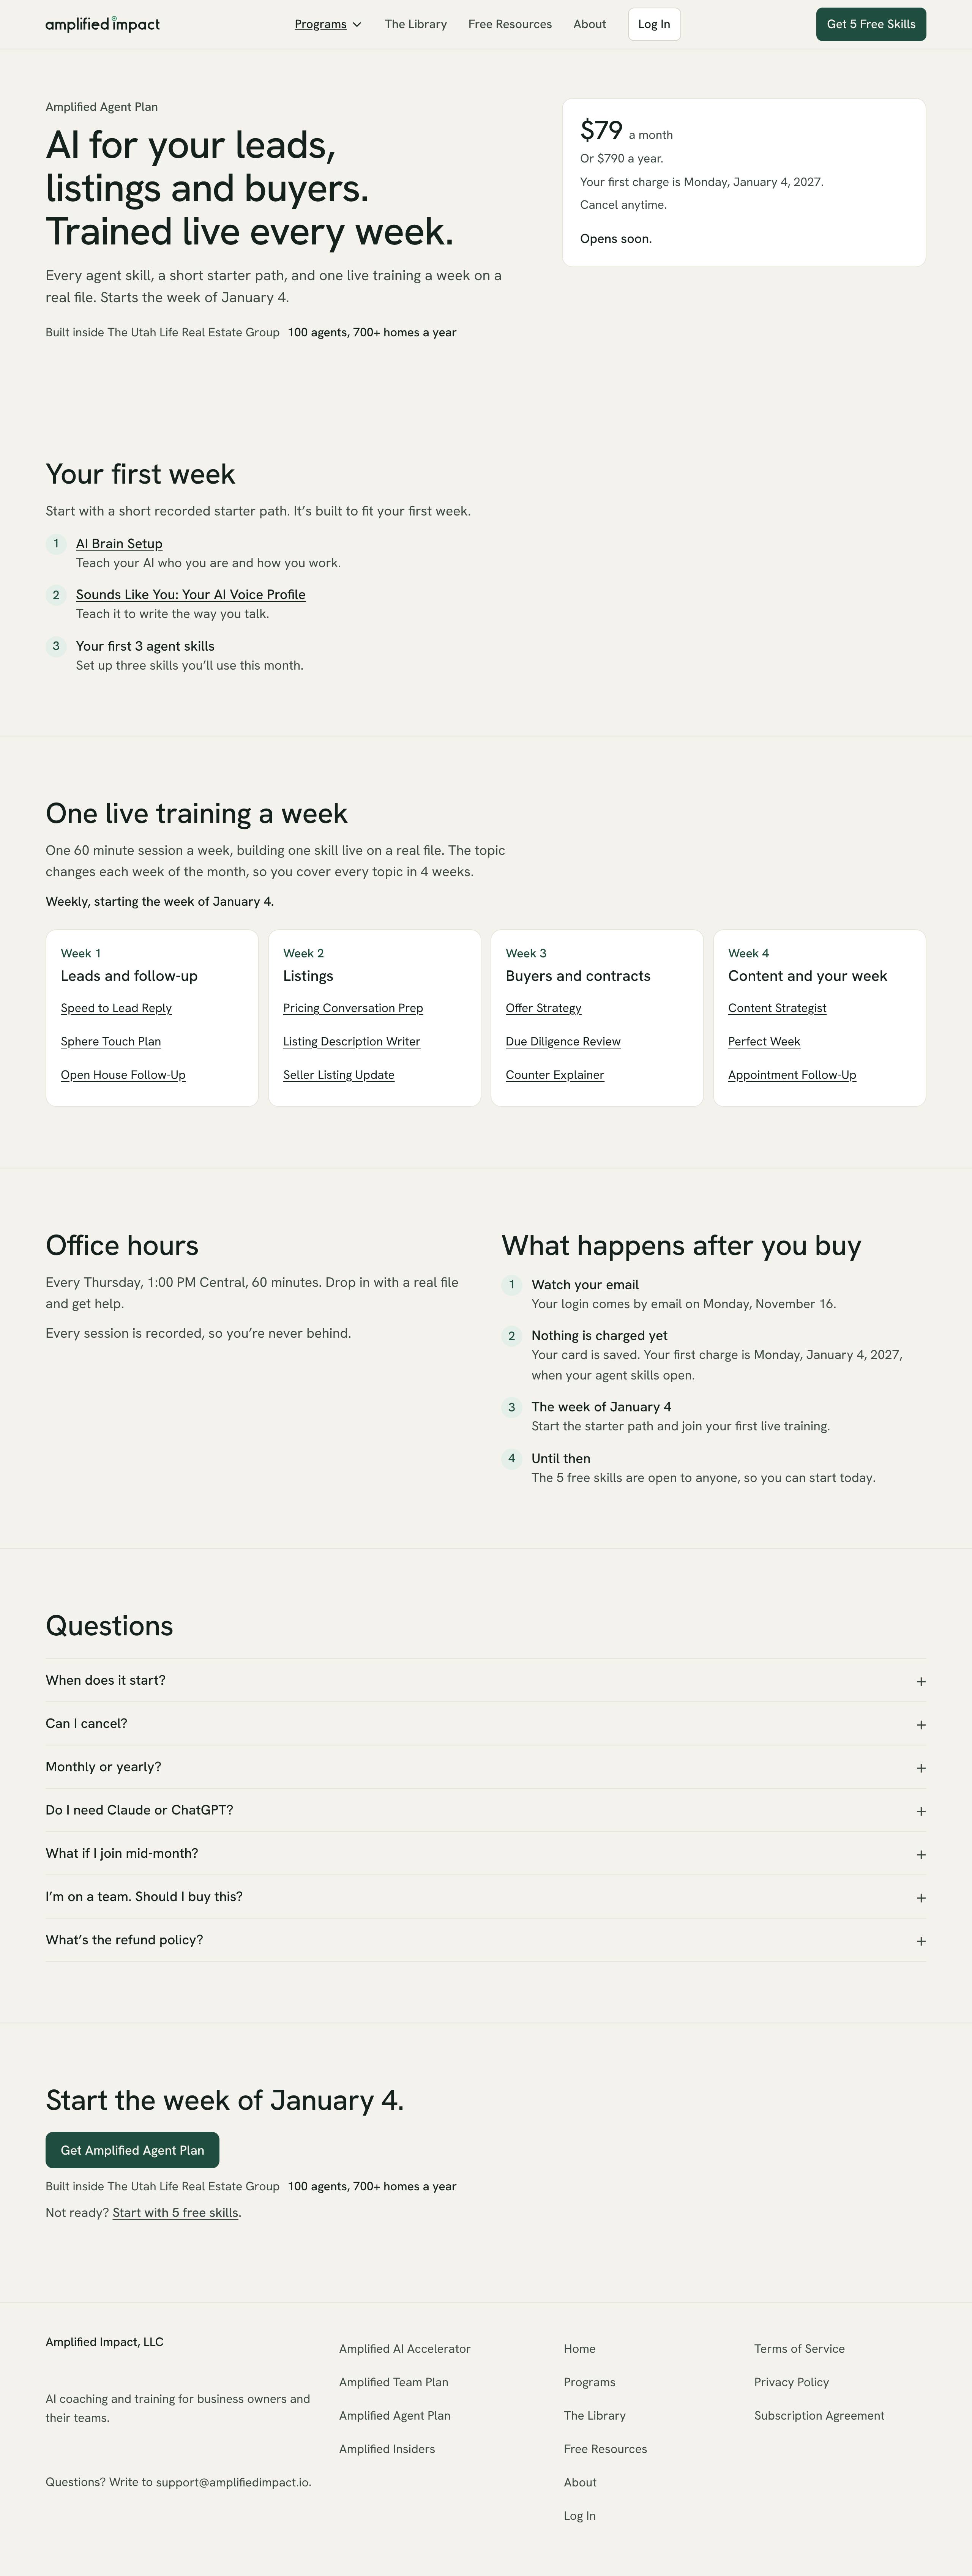 amplified impact
Programs
The Library
Free Resources
About
Log In
Get 5 Free Skills
Amplified Agent Plan
AI for your leads,
listings and buyers.
Trained live every week.
Every agent skill, a short starter path, and one live training a week on a
real file. Starts the week of January 4.
Built inside The Utah Life Real Estate Group 100 agents, 700+ homes a year
$79 a month
Or $790 a year.
Your first charge is Monday, January 4, 2027.
Cancel anytime.
Opens soon.
Your first week
Start with a short recorded starter path. It’s built to fit your first week.
1 AI Brain Setup
Teach your AI who you are and how you work.
2 Sounds Like You: Your AI Voice Profile
Teach it to write the way you talk.
3 Your first 3 agent skills
Set up three skills you’ll use this month.
One live training a week
One 60 minute session a week, building one skill live on a real file. The topic
changes each week of the month, so you cover every topic in 4 weeks.
Weekly, starting the week of January 4.
Week 1
Leads and follow-up
Speed to Lead Reply
Sphere Touch Plan
Open House Follow-Up
Week 2
Listings
Pricing Conversation Prep
Listing Description Writer
Seller Listing Update
Week 3
Buyers and contracts
Offer Strategy
Due Diligence Review
Counter Explainer
Week 4
Content and your week
Content Strategist
Perfect Week
Appointment Follow-Up
Office hours
Every Thursday, 1:00 PM Central, 60 minutes. Drop in with a real file
and get help.
Every session is recorded, so you’re never behind.
What happens after you buy
1 Watch your email
Your login comes by email on Monday, November 16.
2 Nothing is charged yet
Your card is saved. Your first charge is Monday, January 4, 2027,
when your agent skills open.
3 The week of January 4
Start the starter path and join your first live training.
4 Until then
The 5 free skills are open to anyone, so you can start today.
Questions
When does it start? +
Can I cancel? +
Monthly or yearly? +
Do I need Claude or ChatGPT? +
What if I join mid-month? +
I’m on a team. Should I buy this? +
What’s the refund policy? +
Start the week of January 4.
Get Amplified Agent Plan
Built inside The Utah Life Real Estate Group 100 agents, 700+ homes a year
Not ready? Start with 5 free skills.
Amplified Impact, LLC
AI coaching and training for business owners and
their teams.
Questions? Write to support@amplifiedimpact.io.
Amplified AI Accelerator
Amplified Team Plan
Amplified Agent Plan
Amplified Insiders
Home
Programs
The Library
Free Resources
About
Log In
Terms of Service
Privacy Policy
Subscription Agreement